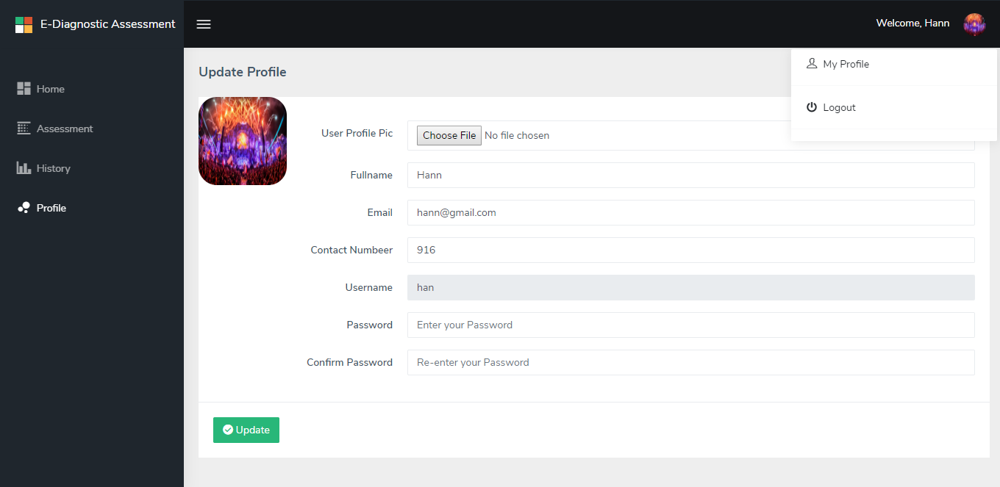 E-Diagnostic Assessment
Welcome, Hann
Home
Assessment
History
Profile
Update Profile
My Profile
Logout
User Profile Pic Choose File No file chosen
Fullname Hann
Email hann@gmail.com
Contact Numbeer 916
Username han
Password Enter your Password
Confirm Password Re-enter your Password
Update